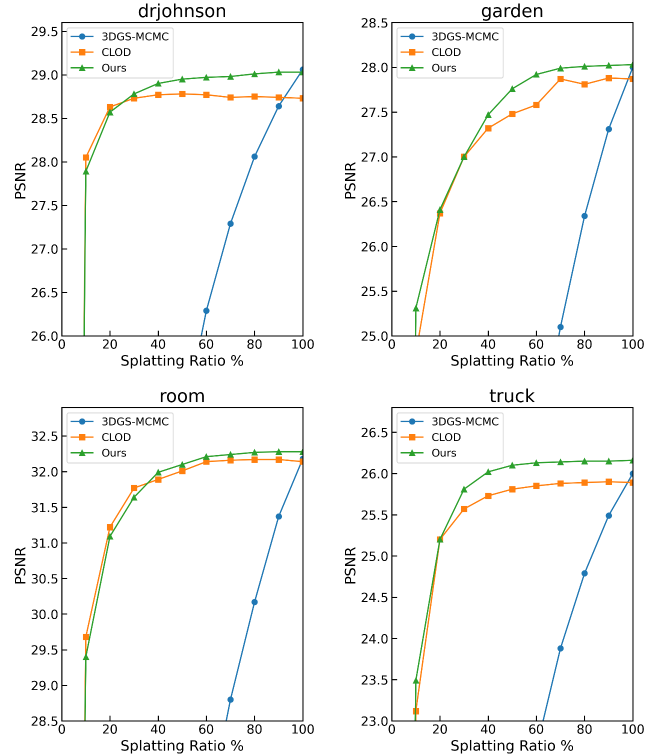 drjohnson
29.5
29.0
28.5
28.0
27.5
27.0
26.5
26.0
PSNR
3DGS-MCMC
CLOD
Ours
0 20 40 60 80 100
Splatting Ratio %
garden
28.5
28.0
27.5
27.0
26.5
26.0
25.5
25.0
PSNR
3DGS-MCMC
CLOD
Ours
0 20 40 60 80 100
Splatting Ratio %
room
32.5
32.0
31.5
31.0
30.5
30.0
29.5
29.0
28.5
PSNR
3DGS-MCMC
CLOD
Ours
0 20 40 60 80 100
Splatting Ratio %
truck
26.5
26.0
25.5
25.0
24.5
24.0
23.5
23.0
PSNR
3DGS-MCMC
CLOD
Ours
0 20 40 60 80 100
Splatting Ratio %